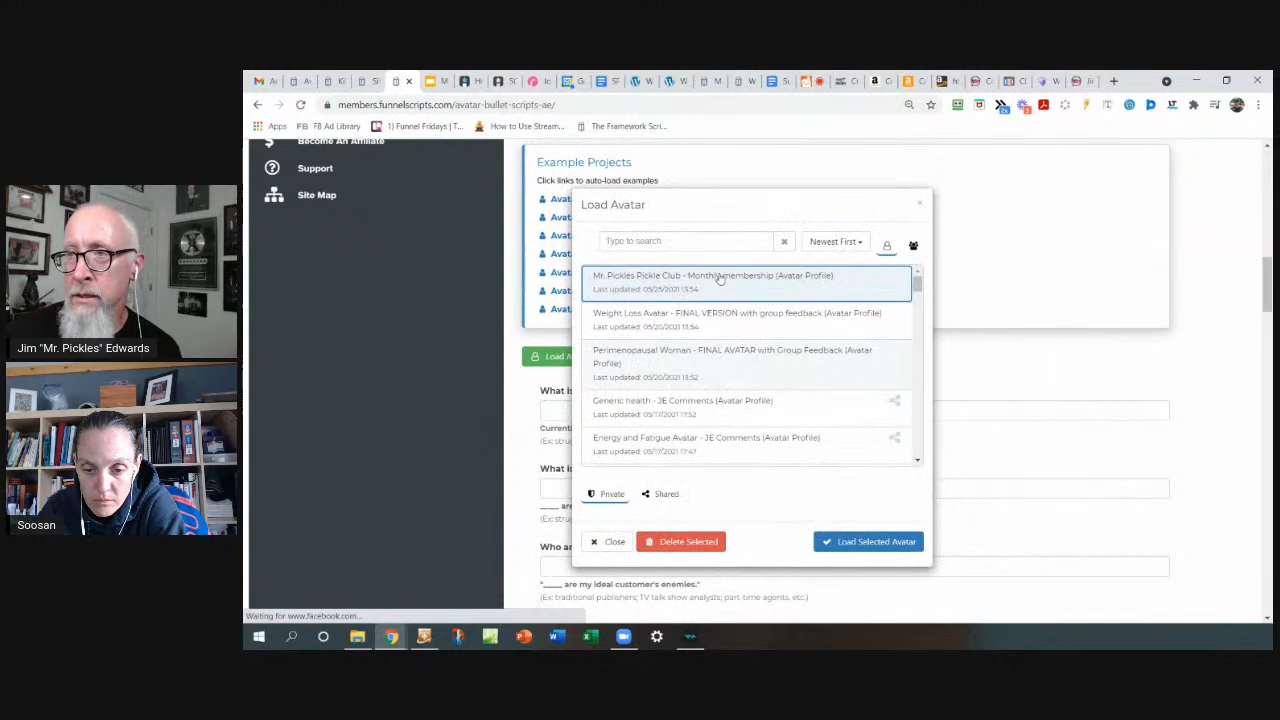 members.funnelscripts.com/avatar-bullet-scripts-ae/
Apps
FB Ad Library
1) Funnel Fridays | T...
How to Use Stream...
The Framework Scri...
Become An Affiliate
Support
Site Map
Example Projects
Click links to auto-load examples
Load Avatar
Type to search
Newest First
Mr. Pickles Pickle Club - Monthly membership (Avatar Profile)
Last updated: 05/25/2021 13:54
Weight Loss Avatar - FINAL VERSION with group feedback (Avatar Profile)
Last updated: 05/20/2021 13:54
Perimenopausal Woman - FINAL AVATAR with Group Feedback (Avatar
Profile)
Last updated: 05/20/2021 13:52
Generic health - JE Comments (Avatar Profile)
Last updated: 05/17/2021 17:52
Energy and Fatigue Avatar - JE Comments (Avatar Profile)
Last updated: 05/17/2021 17:47
Private
Shared
Close
Delete Selected
Load Selected Avatar
Load A
What is
Currentl
(Ex: stru
What is
_____ are
(Ex: stru
Who ar
"_____ are my ideal customer's enemies."
(Ex: traditional publishers; TV talk show analysts; part-time agents, etc.)
Waiting for www.facebook.com...
Jim "Mr. Pickles" Edwards
Soosan